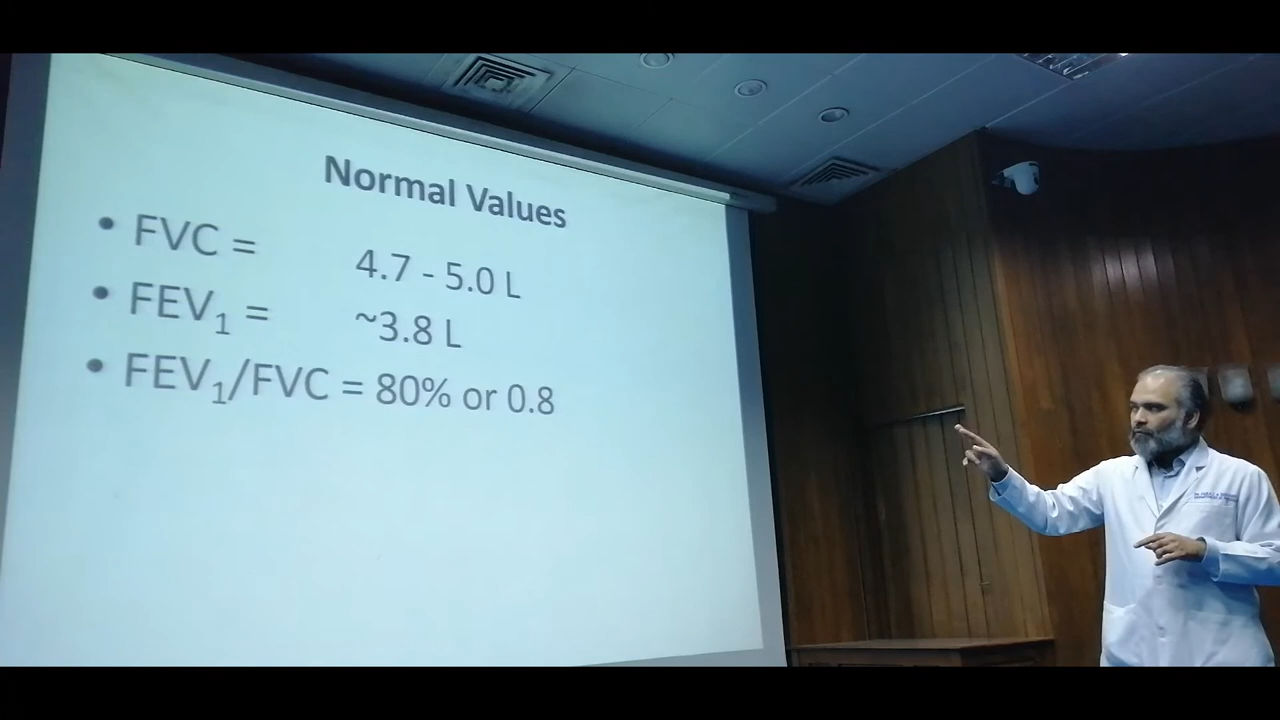 Normal Values
• FVC = 4.7 - 5.0 L
• FEV₁ = ~3.8 L
• FEV₁/FVC = 80% or 0.8